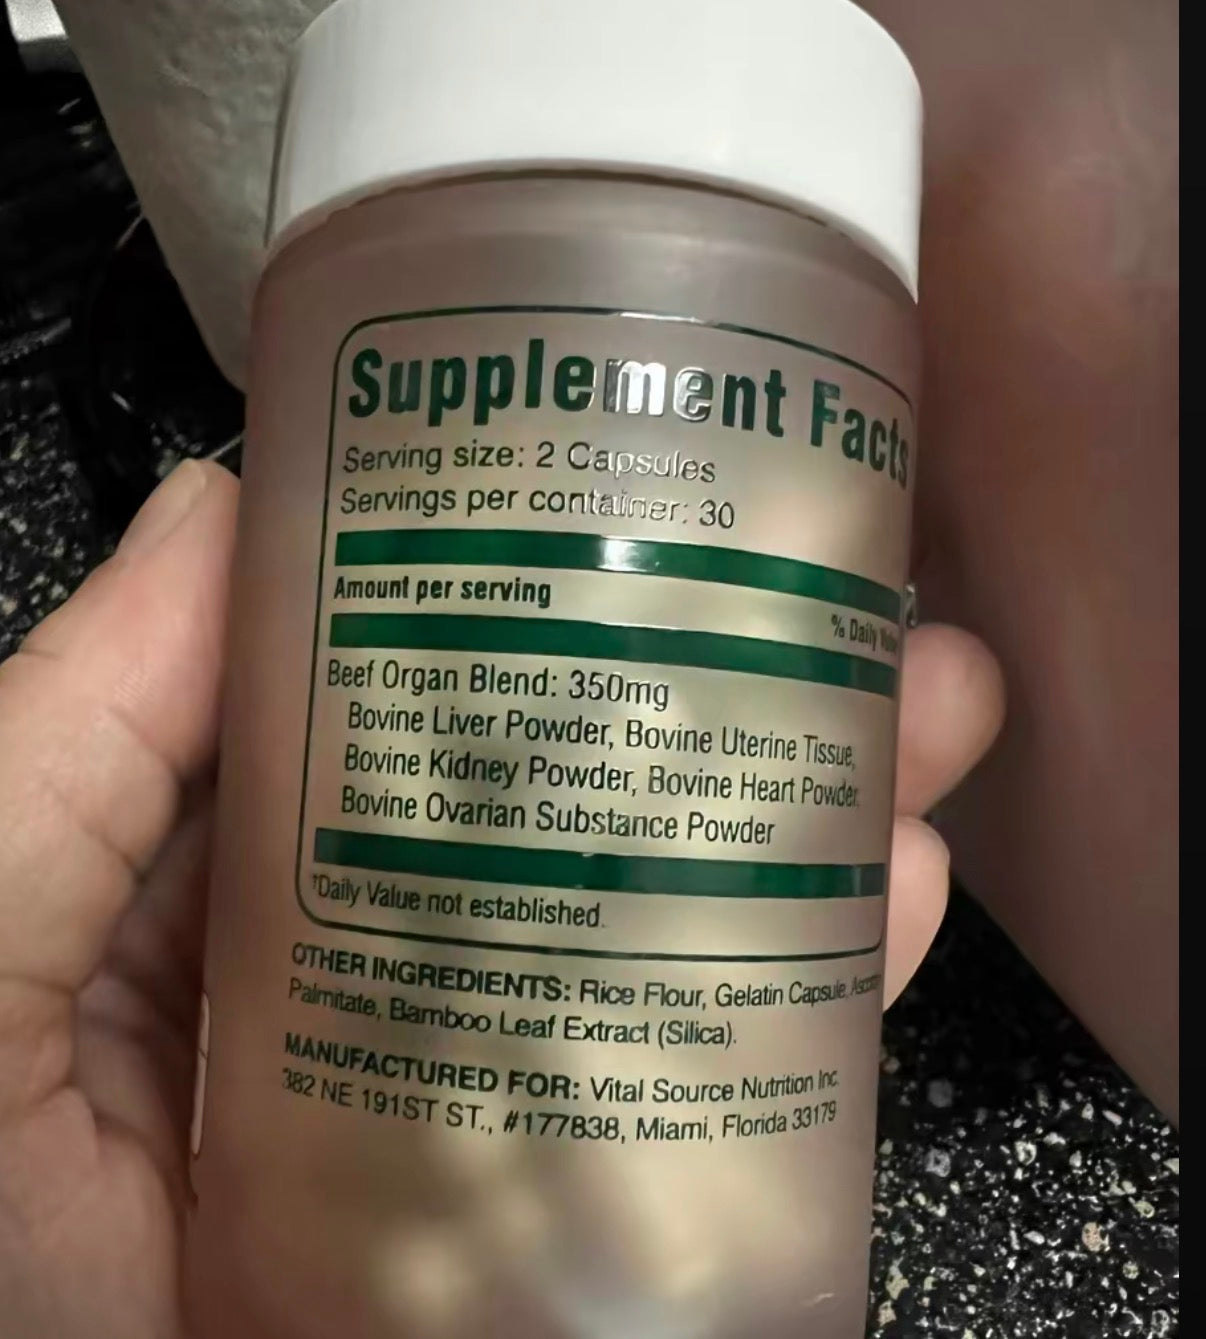 Supplement Facts
Serving size: 2 Capsules
Servings per container: 30
Amount per serving
% Daily Value
Beef Organ Blend: 350mg
Bovine Liver Powder, Bovine Uterine Tissue,
Bovine Kidney Powder, Bovine Heart Powder,
Bovine Ovarian Substance Powder
†Daily Value not established.
OTHER INGREDIENTS: Rice Flour, Gelatin Capsule,
Palmitate, Bamboo Leaf Extract (Silica).
MANUFACTURED FOR: Vital Source Nutrition Inc.
382 NE 191ST ST., #177838, Miami, Florida 33179